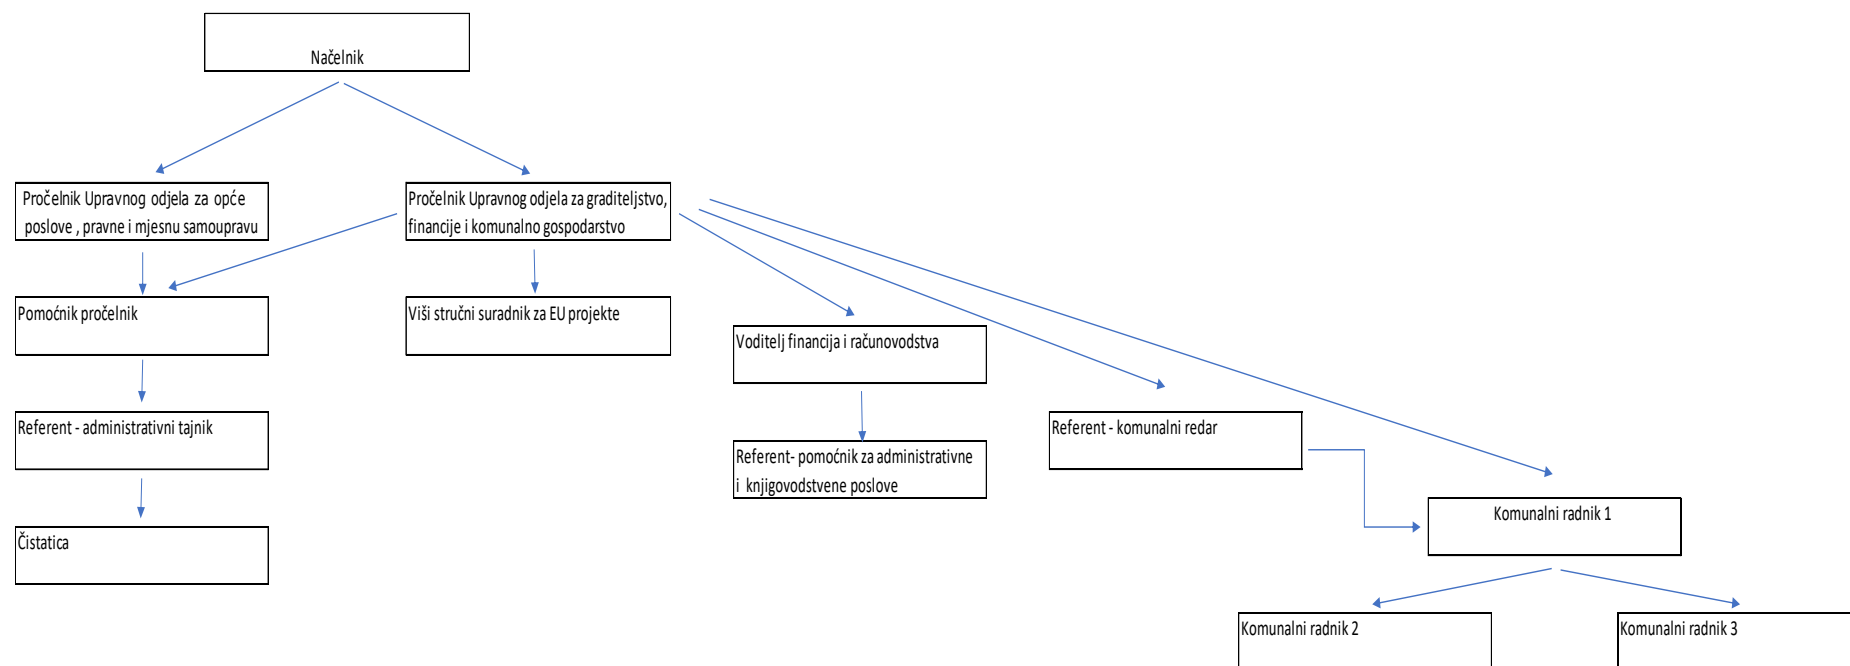 Načelnik
Pročelnik Upravnog odjela za opće
poslove , pravne i mjesnu samoupravu
Pročelnik Upravnog odjela za graditeljstvo,
financije i komunalno gospodarstvo
Pomoćnik pročelnik
Viši stručni suradnik za EU projekte
Voditelj financija i računovodstva
Referent - administrativni tajnik
Referent - komunalni redar
Referent- pomoćnik za administrativne
i knjigovodstvene poslove
Komunalni radnik 1
Čistatica
Komunalni radnik 2
Komunalni radnik 3